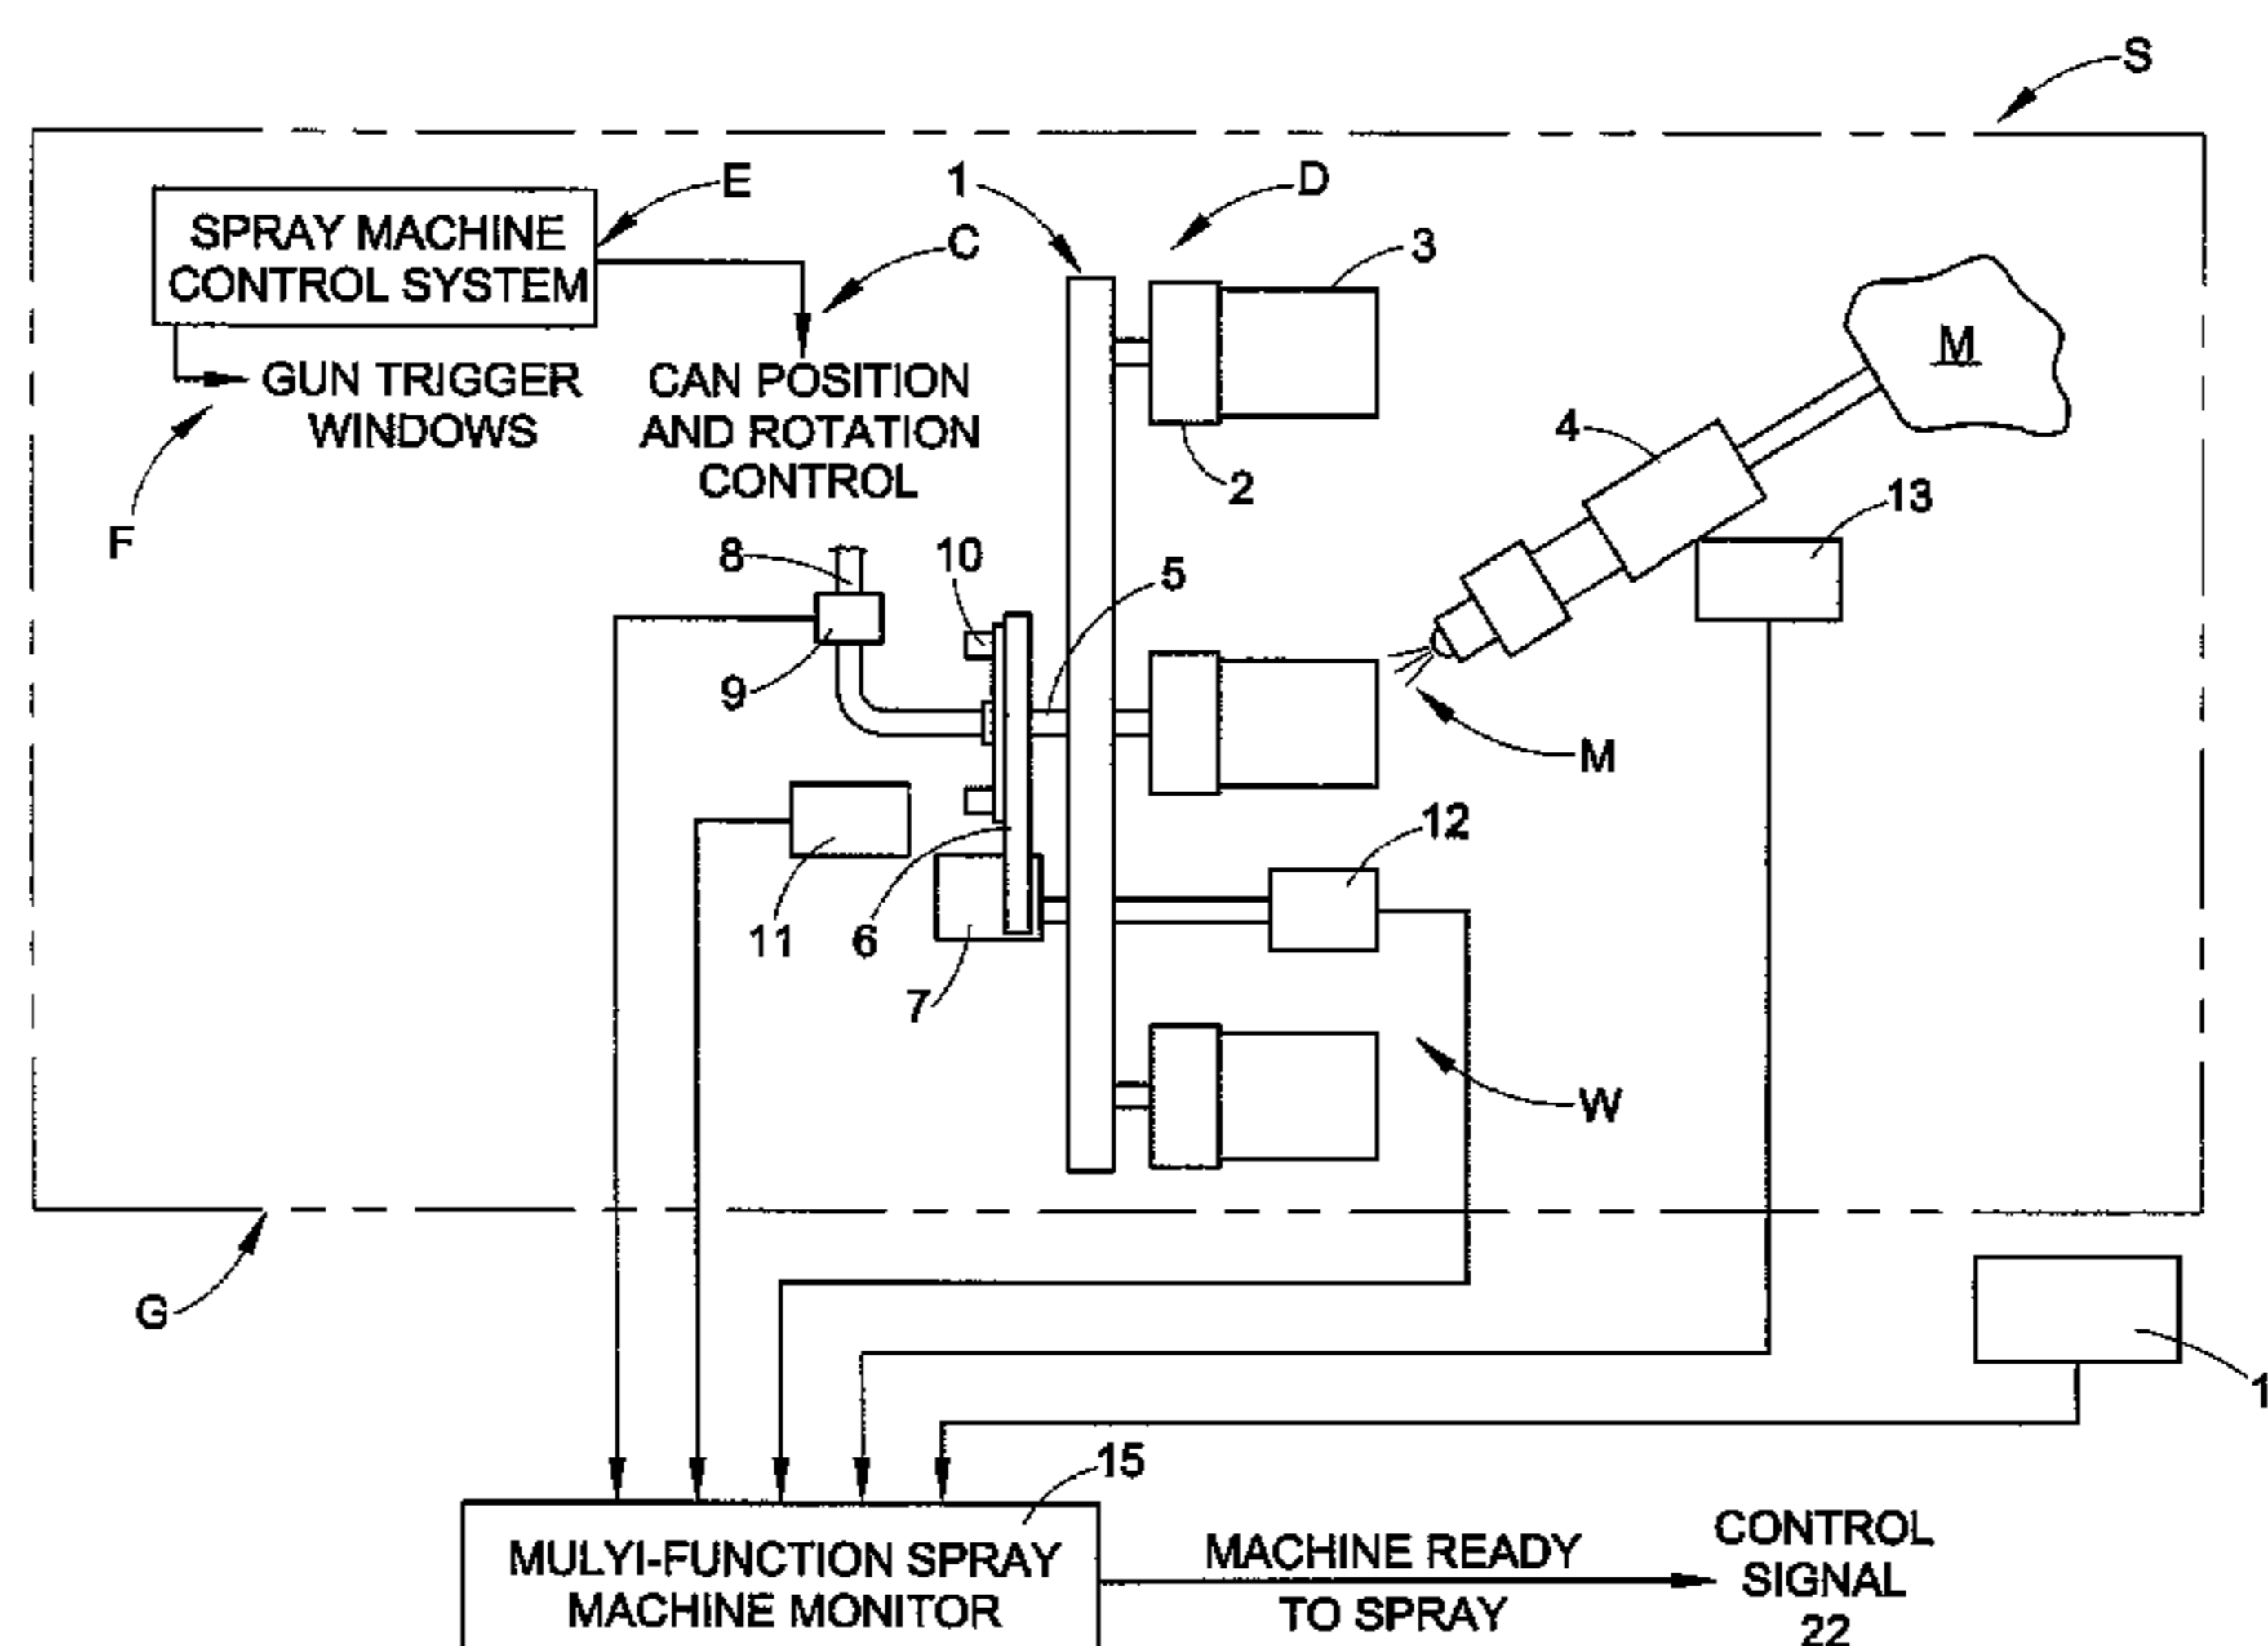 S
E
1
D
SPRAY MACHINE
CONTROL SYSTEM
C
3
M
GUN TRIGGER
WINDOWS
CAN POSITION
AND ROTATION
CONTROL
4
2
13
F
8
10
5
9
M
12
11
6
7
W
G
1
15
MULYI-FUNCTION SPRAY
MACHINE MONITOR
MACHINE READY
TO SPRAY
CONTROL
SIGNAL
22